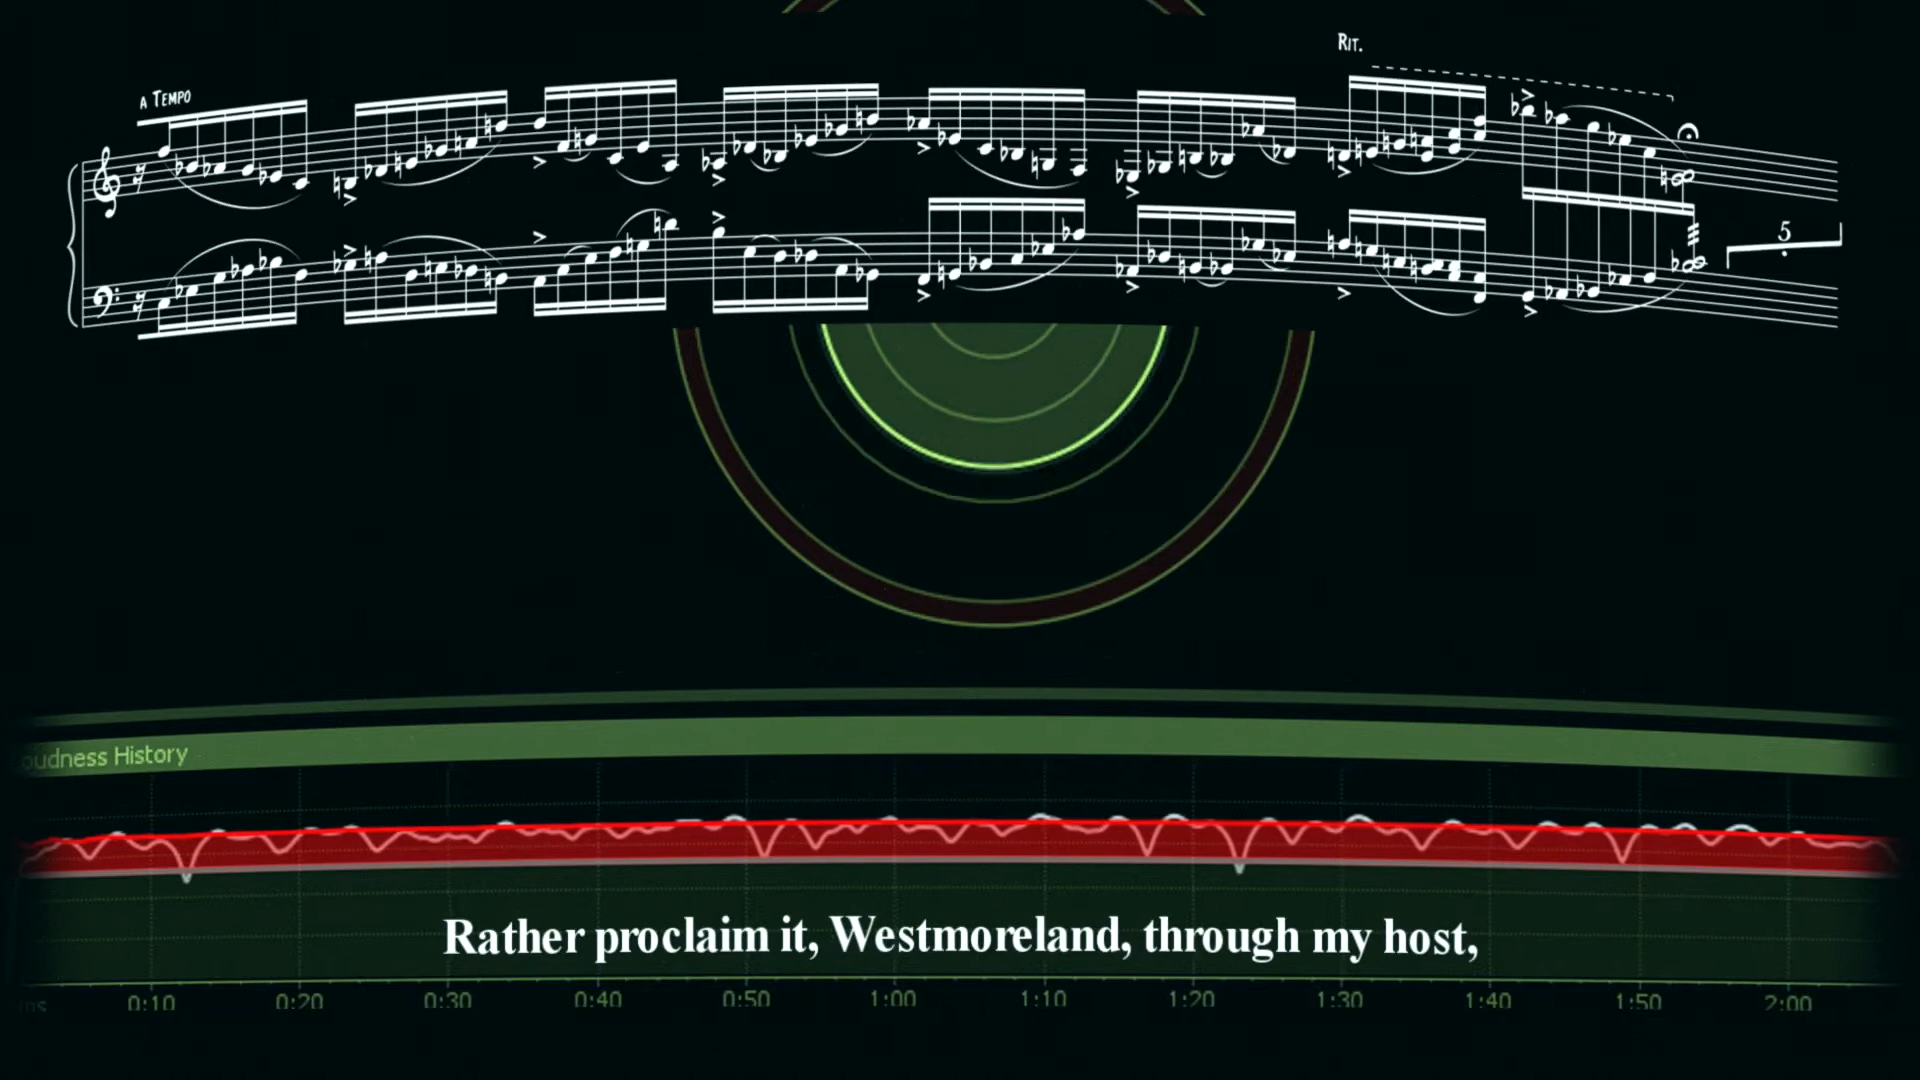 Rit.
a Tempo
5
oudness History
Rather proclaim it, Westmoreland, through my host,
0:10 0:20 0:30 0:40 0:50 1:00 1:10 1:20 1:30 1:40 1:50 2:00